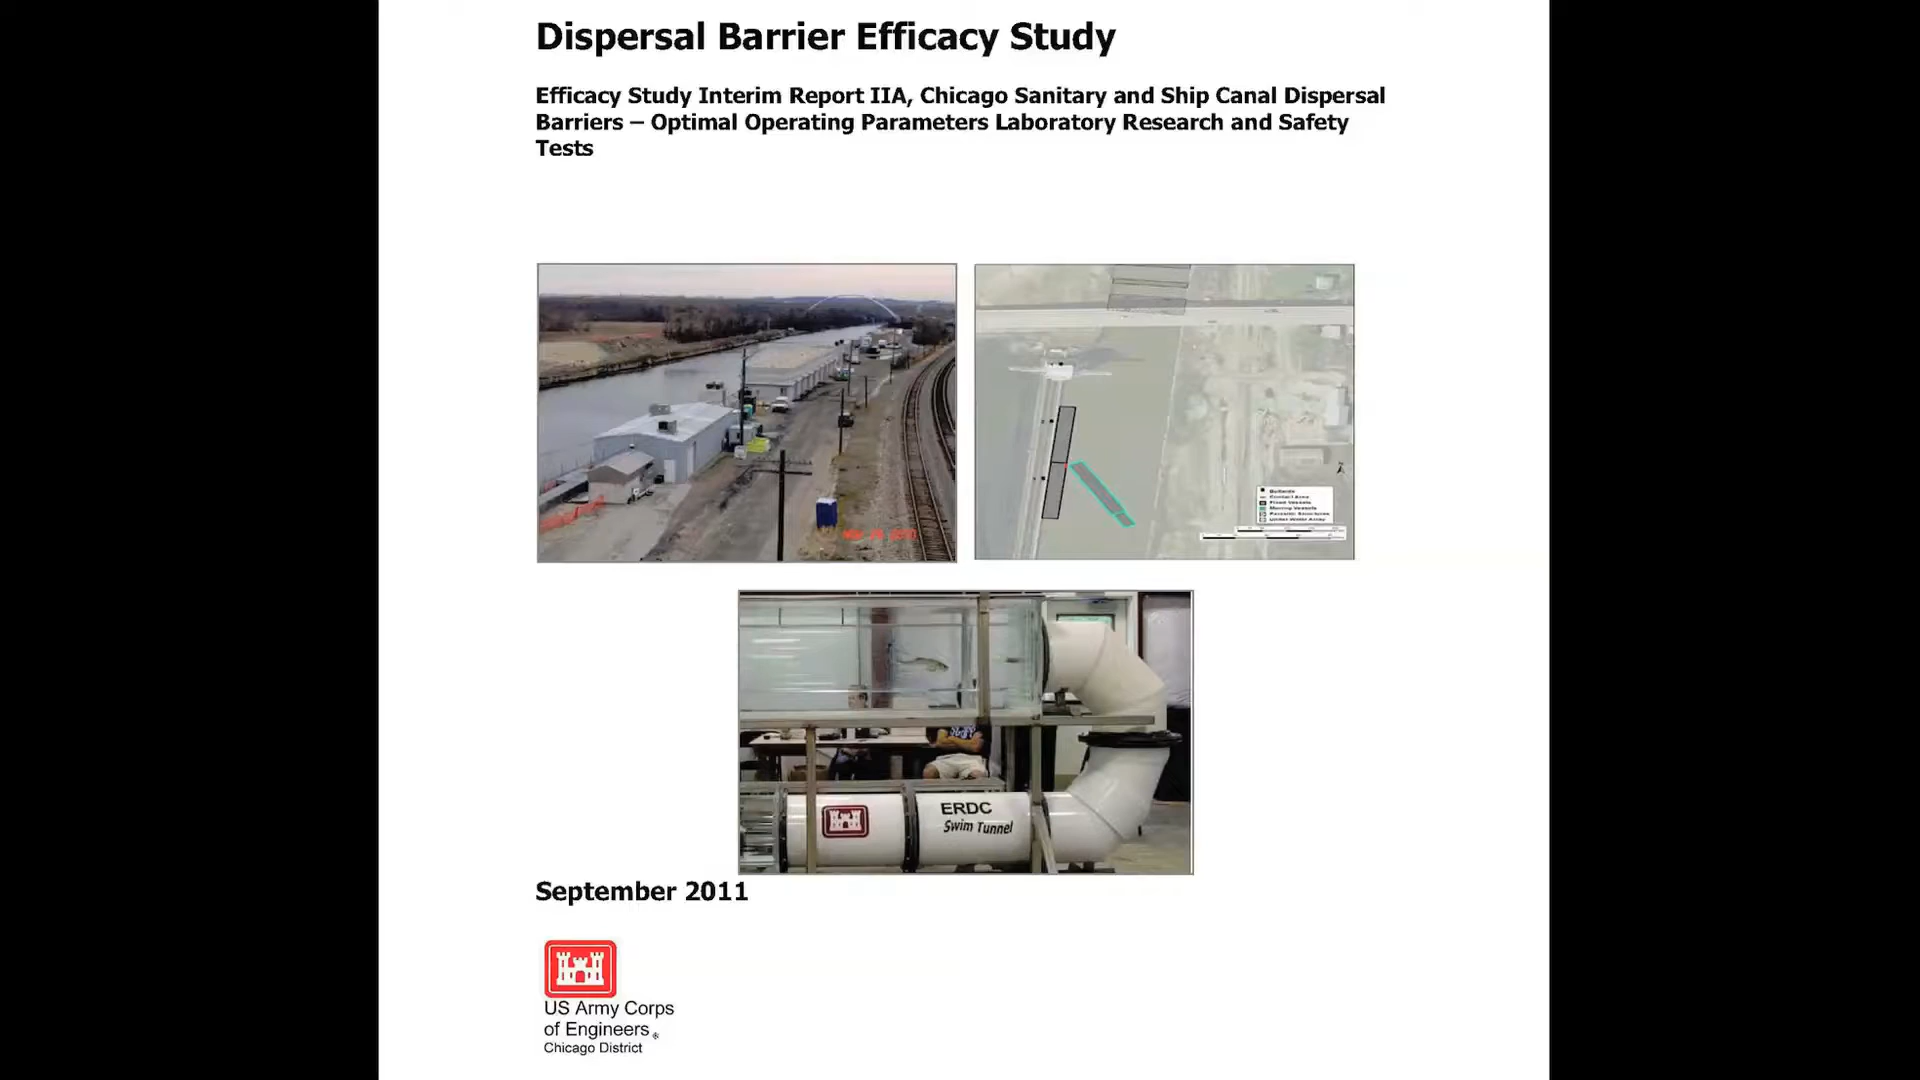 Dispersal Barrier Efficacy Study
Efficacy Study Interim Report IIA, Chicago Sanitary and Ship Canal Dispersal
Barriers – Optimal Operating Parameters Laboratory Research and Safety
Tests
ERDC
Swim Tunnel
September 2011
US Army Corps
of Engineers ®
Chicago District